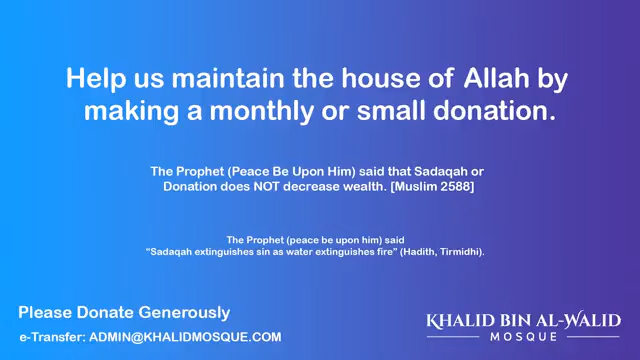 Help us maintain the house of Allah by
making a monthly or small donation.
The Prophet (Peace Be Upon Him) said that Sadaqah or
Donation does NOT decrease wealth. [Muslim 2588]
The Prophet (peace be upon him) said
“Sadaqah extinguishes sin as water extinguishes fire” (Hadith, Tirmidhi).
Please Donate Generously
e-Transfer: ADMIN@KHALIDMOSQUE.COM
KHALID BIN AL-WALID
MOSQUE